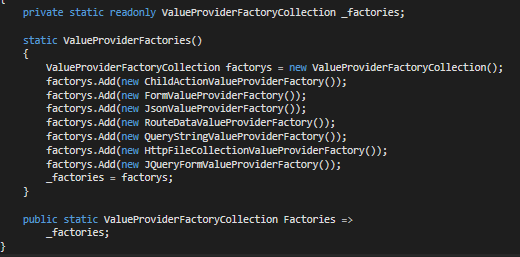 {
private static readonly ValueProviderFactoryCollection _factories;
static ValueProviderFactories()
{
ValueProviderFactoryCollection factorys = new ValueProviderFactoryCollection();
factorys.Add(new ChildActionValueProviderFactory());
factorys.Add(new FormValueProviderFactory());
factorys.Add(new JsonValueProviderFactory());
factorys.Add(new RouteDataValueProviderFactory());
factorys.Add(new QueryStringValueProviderFactory());
factorys.Add(new HttpFileCollectionValueProviderFactory());
factorys.Add(new JQueryFormValueProviderFactory());
_factories = factorys;
}
public static ValueProviderFactoryCollection Factories =>
_factories;
}